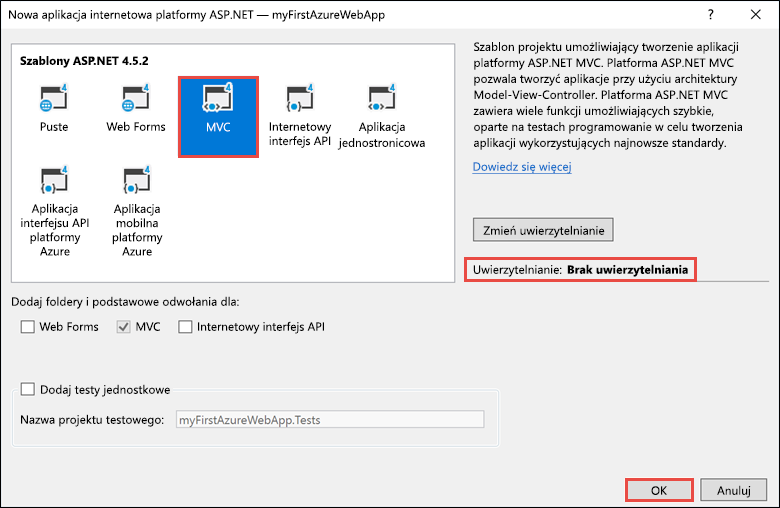 Nowa aplikacja internetowa platformy ASP.NET — myFirstAzureWebApp
?
Szablony ASP.NET 4.5.2
Puste
Web Forms
MVC
Internetowy
interfejs API
Aplikacja
jednostronicowa
Aplikacja
interfejsu API
platformy
Azure
Aplikacja
mobilna
platformy
Azure
Szablon projektu umożliwiający tworzenie aplikacji
platformy ASP.NET MVC. Platforma ASP.NET MVC
pozwala tworzyć aplikacje przy użyciu architektury
Model-View-Controller. Platforma ASP.NET MVC
zawiera wiele funkcji umożliwiających szybkie,
oparte na testach programowanie w celu tworzenia
aplikacji wykorzystujących najnowsze standardy.
Dowiedz się więcej
Zmień uwierzytelnianie
Uwierzytelnianie: Brak uwierzytelniania
Dodaj foldery i podstawowe odwołania dla:
Web Forms MVC Internetowy interfejs API
Dodaj testy jednostkowe
Nazwa projektu testowego: myFirstAzureWebApp.Tests
OK Anuluj